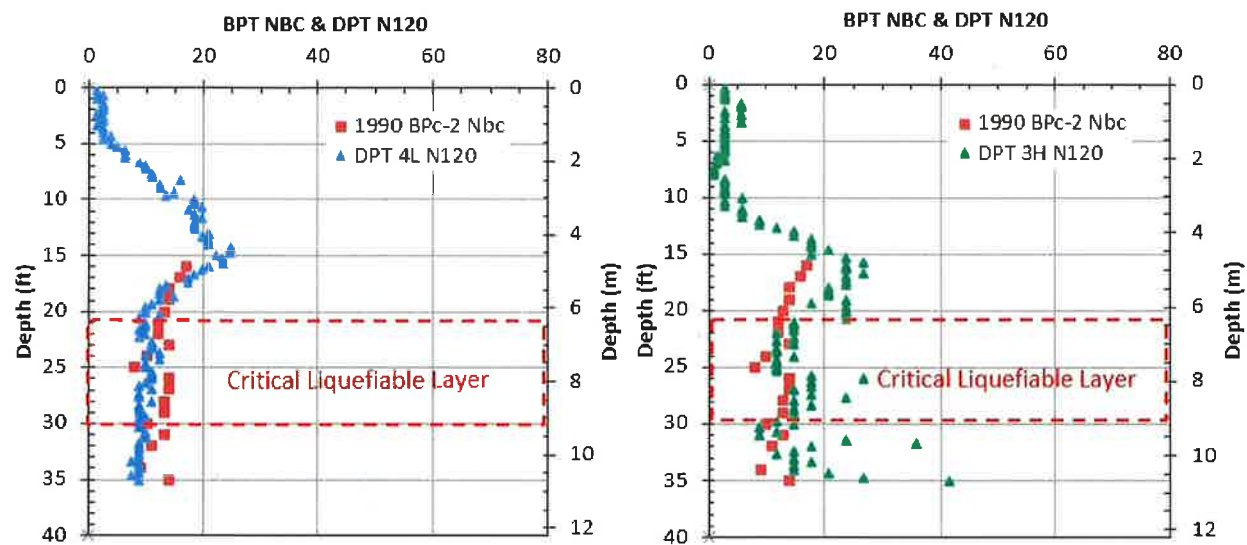 BPT NBC & DPT N120
0 20 40 60 80
0
5
10
15
20
25
30
35
40
Depth (ft)
1990 BPc-2 Nbc
DPT 4L N120
Critical Liquefiable Layer
0
2
4
6
8
10
12
Depth (m)
BPT NBC & DPT N120
0 20 40 60 80
0
5
10
15
20
25
30
35
40
Depth (ft)
1990 BPc-2 Nbc
DPT 3H N120
Critical Liquefiable Layer
0
2
4
6
8
10
12
Depth (m)